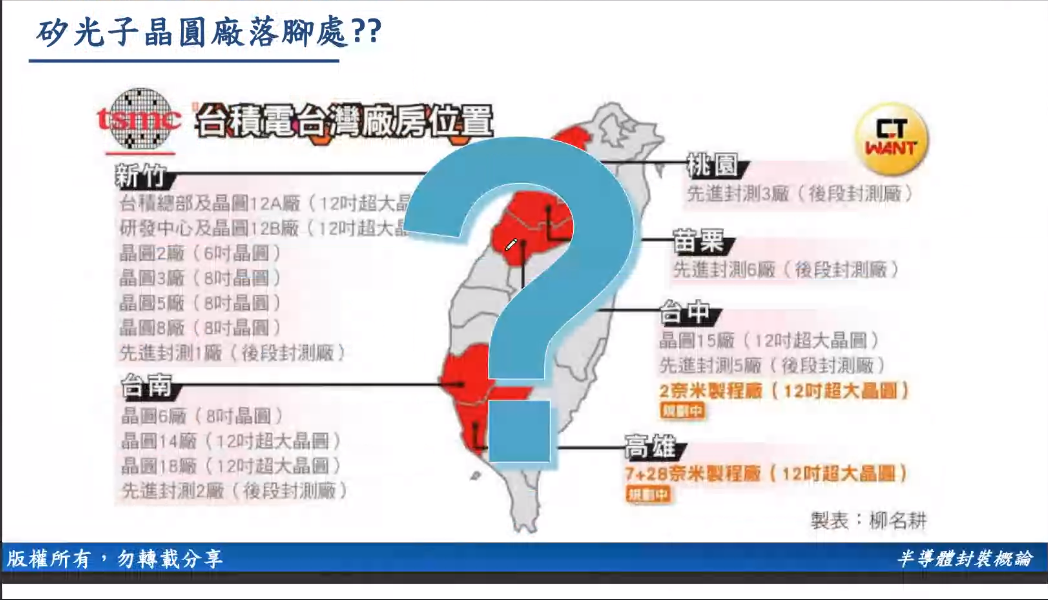 矽光子晶圓廠落腳處??
tsmc 台積電台灣廠房位置
CT
WANT
新竹
台積總部及晶圓12A廠（12吋超大晶
研發中心及晶圓12B廠（12吋超大晶
晶圓2廠（6吋晶圓）
晶圓3廠（8吋晶圓）
晶圓5廠（8吋晶圓）
晶圓8廠（8吋晶圓）
先進封測1廠（後段封測廠）
台南
晶圓6廠（8吋晶圓）
晶圓14廠（12吋超大晶圓）
晶圓18廠（12吋超大晶圓）
先進封測2廠（後段封測廠）
桃園
先進封測3廠（後段封測廠）
苗栗
先進封測6廠（後段封測廠）
台中
晶圓15廠（12吋超大晶圓）
先進封測5廠（後段封測廠）
2奈米製程廠（12吋超大晶圓）
規劃中
高雄
7+28奈米製程廠（12吋超大晶圓）
規劃中
?
製表：柳名耕
版權所有，勿轉載分享
半導體封裝概論